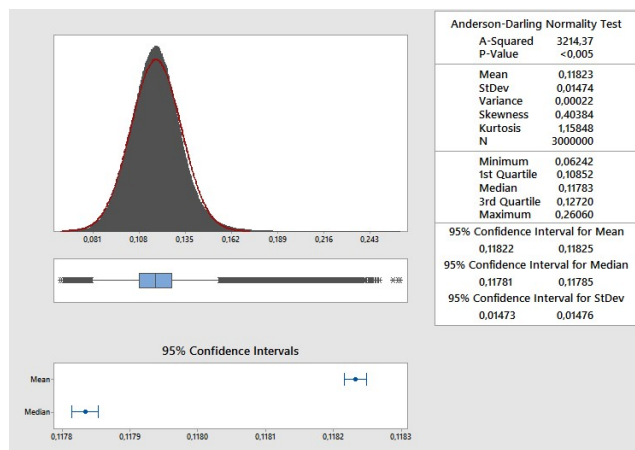 Anderson-Darling Normality Test
A-Squared 3214,37
P-Value <0,005
Mean 0,11823
StDev 0,01474
Variance 0,00022
Skewness 0,40384
Kurtosis 1,15848
N 3000000
Minimum 0,06242
1st Quartile 0,10852
Median 0,11783
3rd Quartile 0,12720
Maximum 0,26060
95% Confidence Interval for Mean
0,11822 0,11825
95% Confidence Interval for Median
0,11781 0,11785
95% Confidence Interval for StDev
0,01473 0,01476
0,081 0,108 0,135 0,162 0,189 0,216 0,243
95% Confidence Intervals
Mean
Median
0,1178 0,1179 0,1180 0,1181 0,1182 0,1183